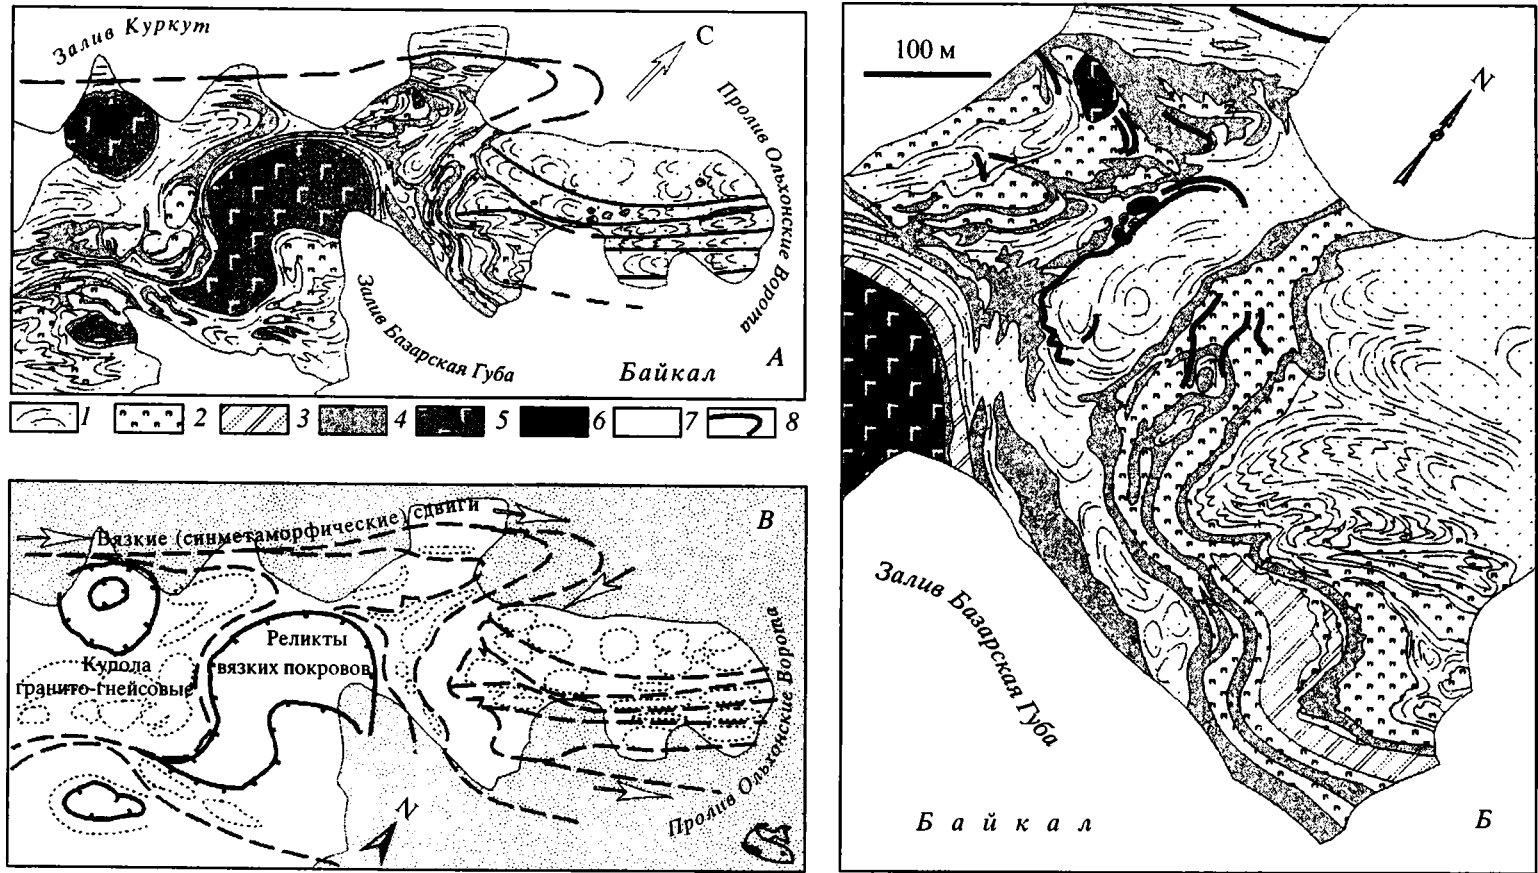 Залив Куркут
С
Пролив Ольхонские Ворота
Залив Базарская Губа
Байкал
А
1 2 3 4 5 6 7 8
Вязкие (синметаморфические) сдвиги
В
Реликты
вязких покровов
Купола
гранито-гнейсовые
N
Пролив Ольхонские Ворота
100 м
N
Залив Базарская Губа
Байкал
Б